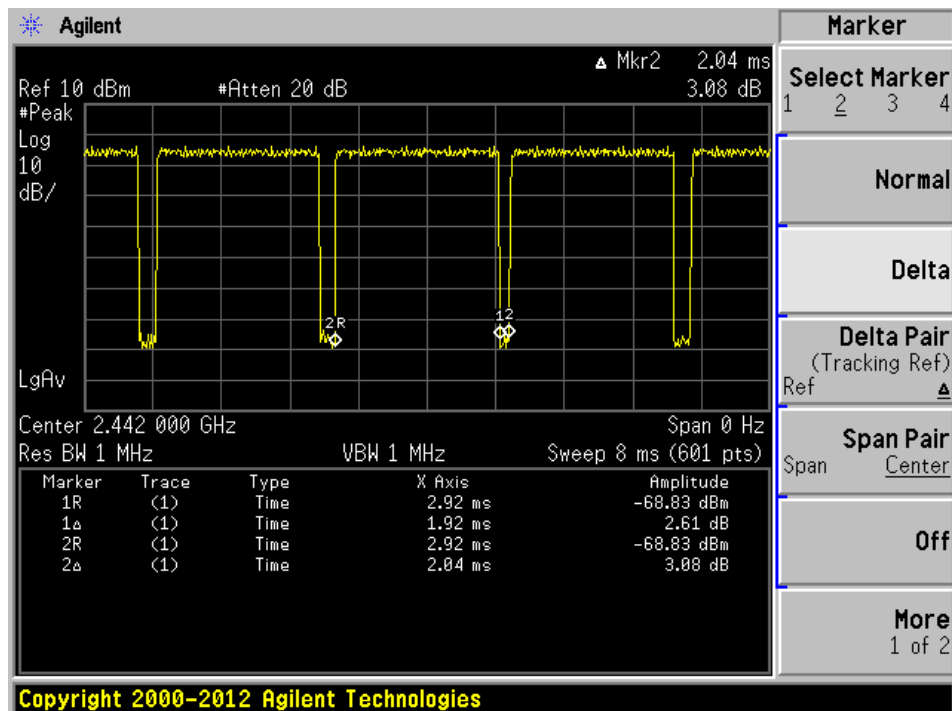 Agilent
Marker
Δ Mkr2 2.04 ms
Ref 10 dBm #Atten 20 dB 3.08 dB
#Peak
Log
10
dB/
2R
12
LgAv
Center 2.442 000 GHz Span 0 Hz
Res BW 1 MHz VBW 1 MHz Sweep 8 ms (601 pts)
Marker Trace Type X Axis Amplitude
1R (1) Time 2.92 ms -68.83 dBm
1Δ (1) Time 1.92 ms 2.61 dB
2R (1) Time 2.92 ms -68.83 dBm
2Δ (1) Time 2.04 ms 3.08 dB
Select Marker
1 2 3 4
Normal
Delta
Delta Pair
(Tracking Ref)
Ref Δ
Span Pair
Span Center
Off
More
1 of 2
Copyright 2000-2012 Agilent Technologies